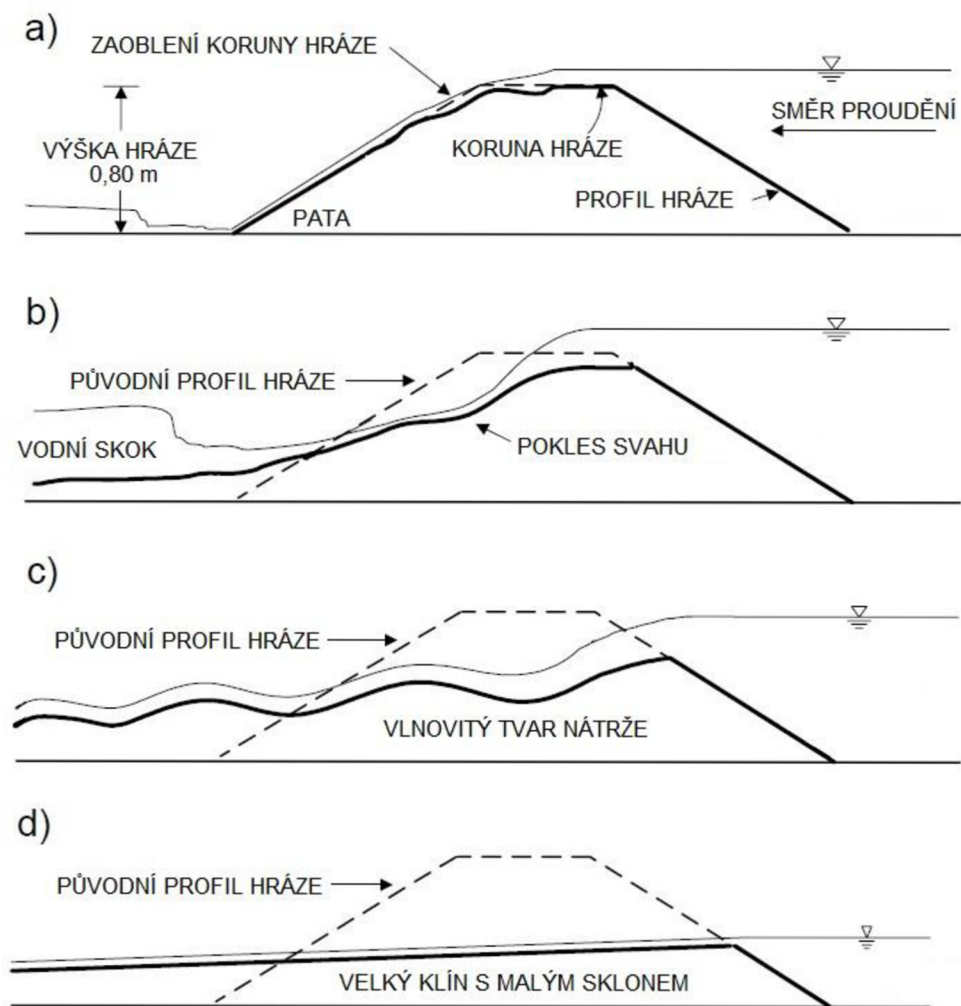 a)
ZAOBLENÍ KORUNY HRÁZE
SMĚR PROUDĚNÍ
VÝŠKA HRÁZE
0,80 m
KORUNA HRÁZE
PROFIL HRÁZE
PATA
b)
PŮVODNÍ PROFIL HRÁZE
VODNÍ SKOK
POKLES SVAHU
c)
PŮVODNÍ PROFIL HRÁZE
VLNOVITÝ TVAR NÁTRŽE
d)
PŮVODNÍ PROFIL HRÁZE
VELKÝ KLÍN S MALÝM SKLONEM